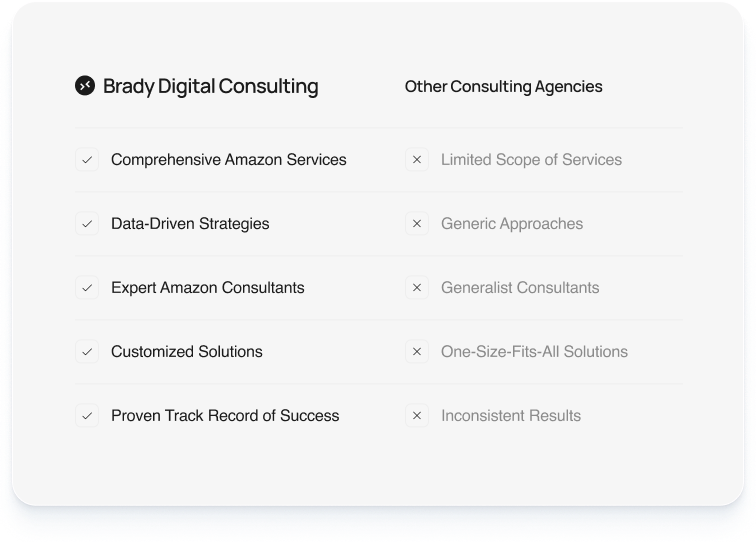 Brady Digital Consulting
Other Consulting Agencies
Comprehensive Amazon Services
Limited Scope of Services
Data-Driven Strategies
Generic Approaches
Expert Amazon Consultants
Generalist Consultants
Customized Solutions
One-Size-Fits-All Solutions
Proven Track Record of Success
Inconsistent Results